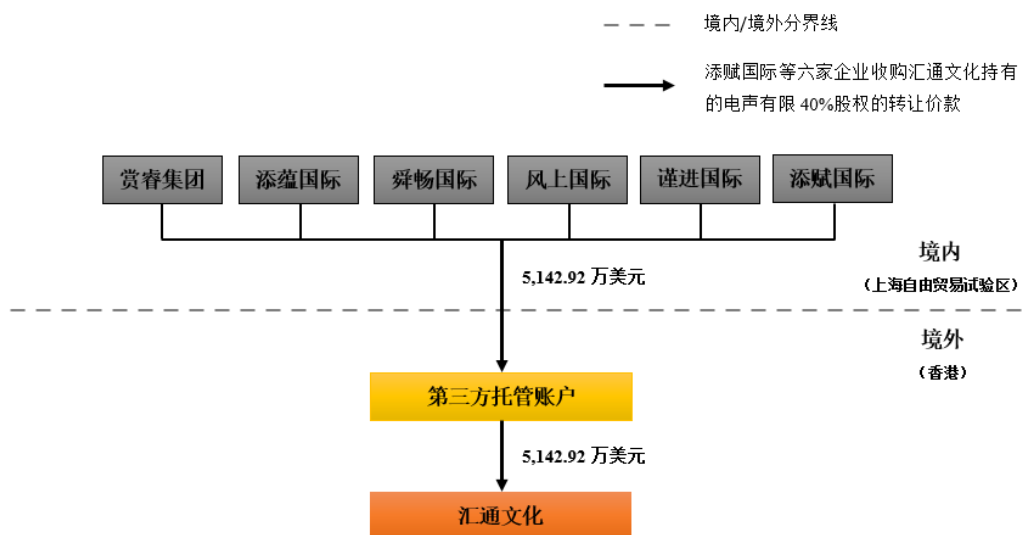 境内/境外分界线
添赋国际等六家企业收购汇通文化持有
的电声有限 40%股权的转让价款
赏睿集团
添蕴国际
舜畅国际
风上国际
谨进国际
添赋国际
5,142.92 万美元
境内
（上海自由贸易试验区）
境外
（香港）
第三方托管账户
5,142.92 万美元
汇通文化